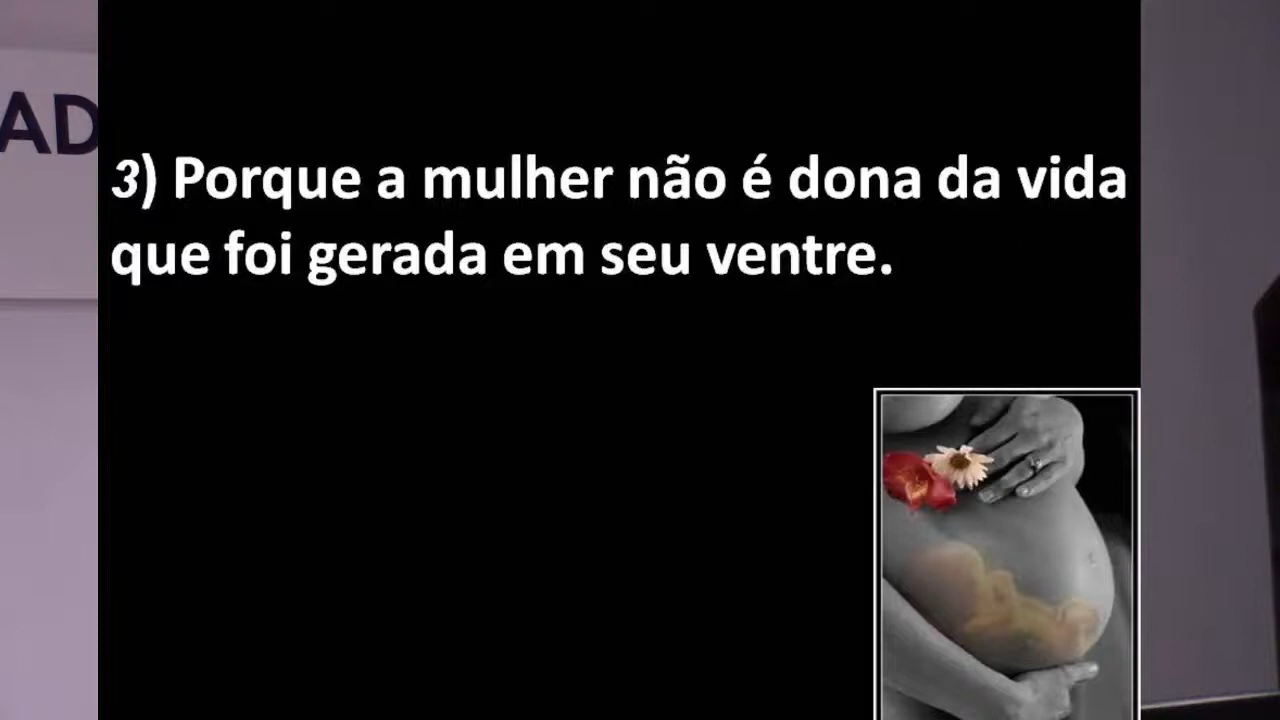 AD
3) Porque a mulher não é dona da vida
que foi gerada em seu ventre.